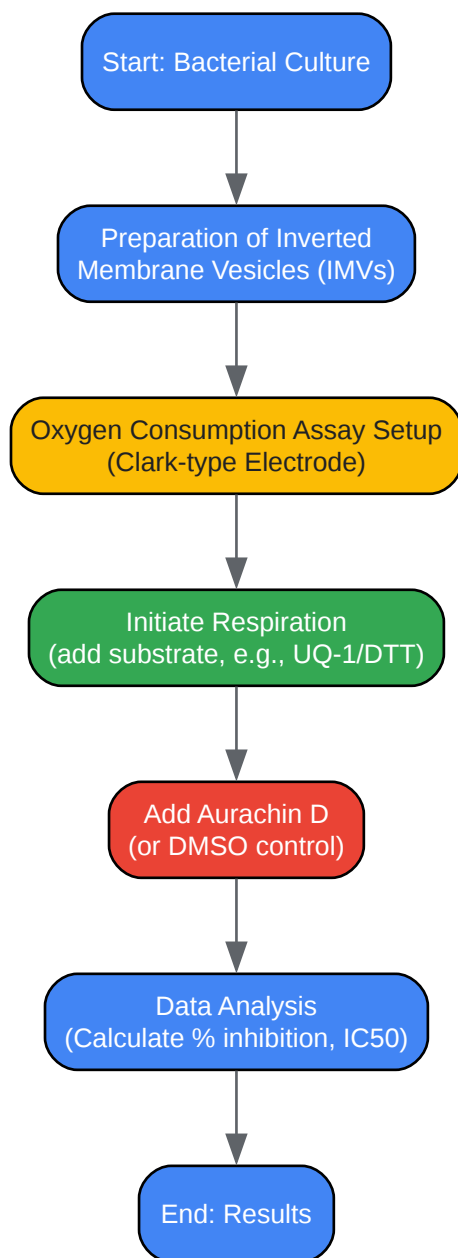 Start: Bacterial Culture
Preparation of Inverted
Membrane Vesicles (IMVs)
Oxygen Consumption Assay Setup
(Clark-type Electrode)
Initiate Respiration
(add substrate, e.g., UQ-1/DTT)
Add Aurachin D
(or DMSO control)
Data Analysis
(Calculate % inhibition, IC50)
End: Results